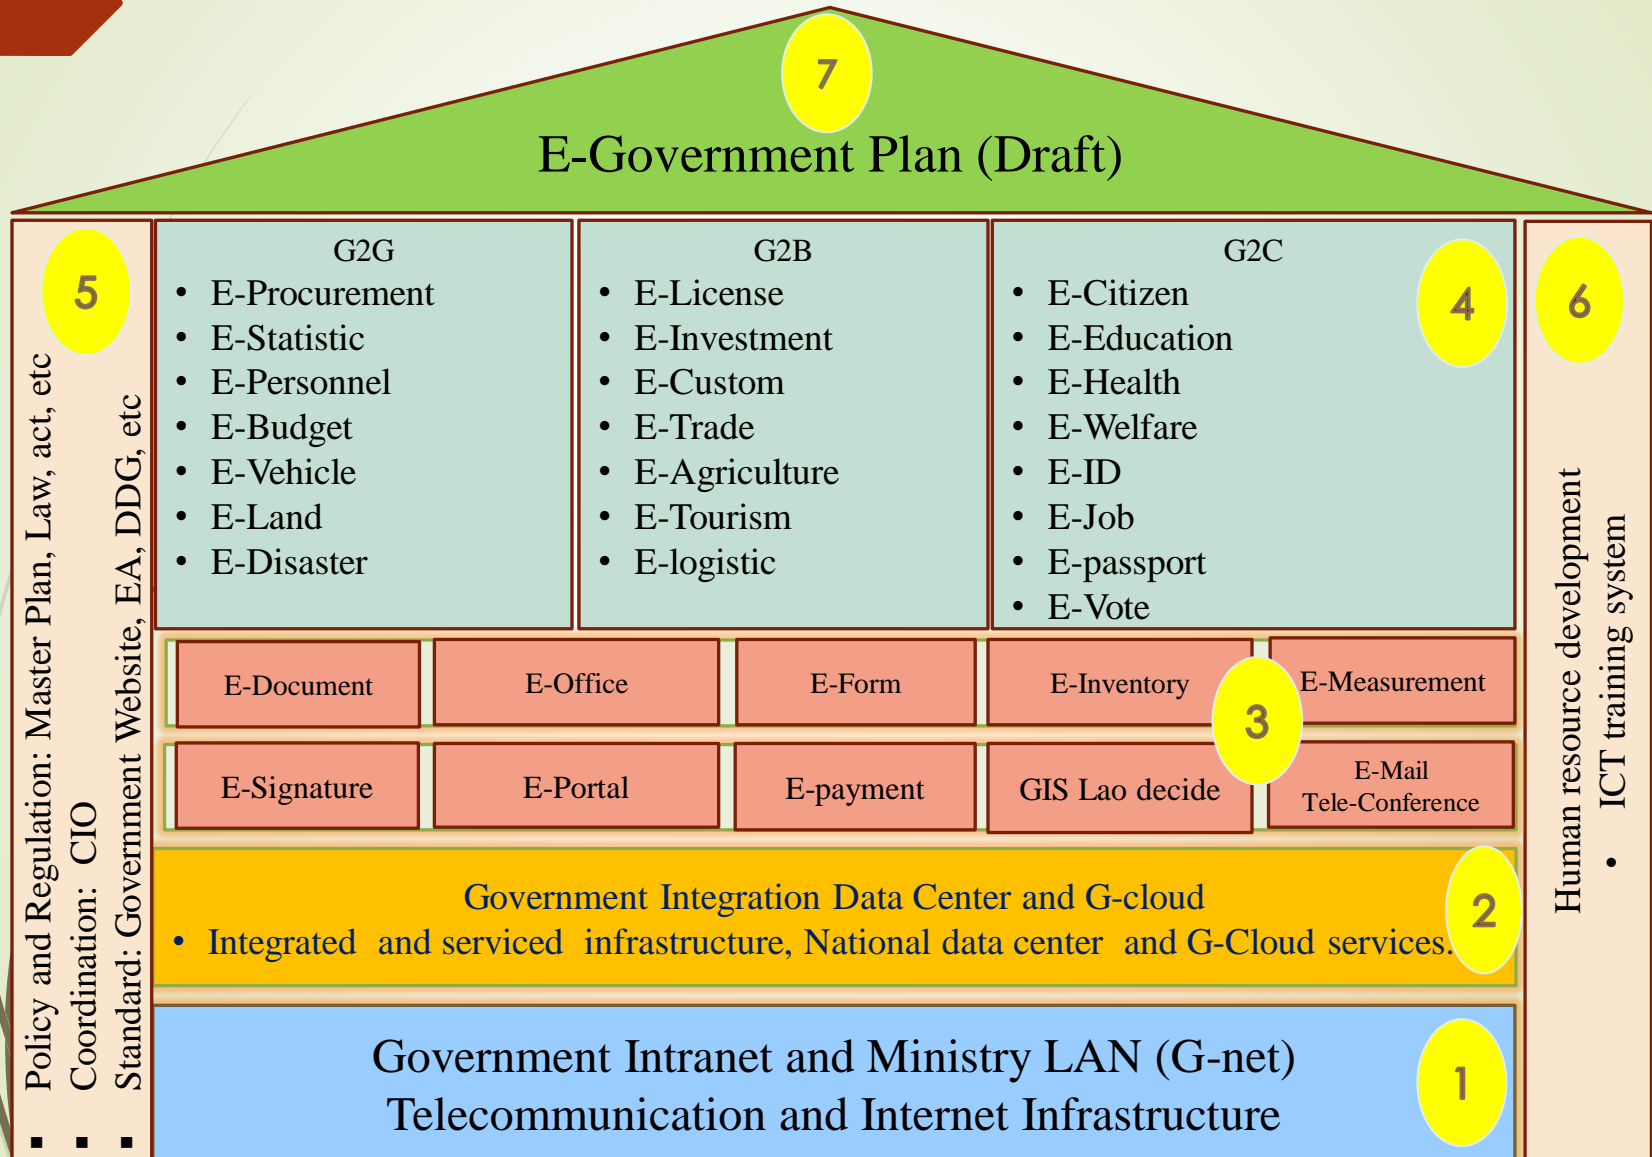 7
E-Government Plan (Draft)
5
Policy and Regulation: Master Plan, Law, act, etc
Coordination: CIO
Standard: Government Website, EA, DDG, etc
G2G
• E-Procurement
• E-Statistic
• E-Personnel
• E-Budget
• E-Vehicle
• E-Land
• E-Disaster
G2B
• E-License
• E-Investment
• E-Custom
• E-Trade
• E-Agriculture
• E-Tourism
• E-logistic
G2C
4
• E-Citizen
• E-Education
• E-Health
• E-Welfare
• E-ID
• E-Job
• E-passport
• E-Vote
6
Human resource development
• ICT training system
E-Document
E-Office
E-Form
E-Inventory
E-Measurement
3
E-Signature
E-Portal
E-payment
GIS Lao decide
E-Mail
Tele-Conference
Government Integration Data Center and G-cloud
• Integrated and serviced infrastructure, National data center and G-Cloud services.
2
Government Intranet and Ministry LAN (G-net)
Telecommunication and Internet Infrastructure
1